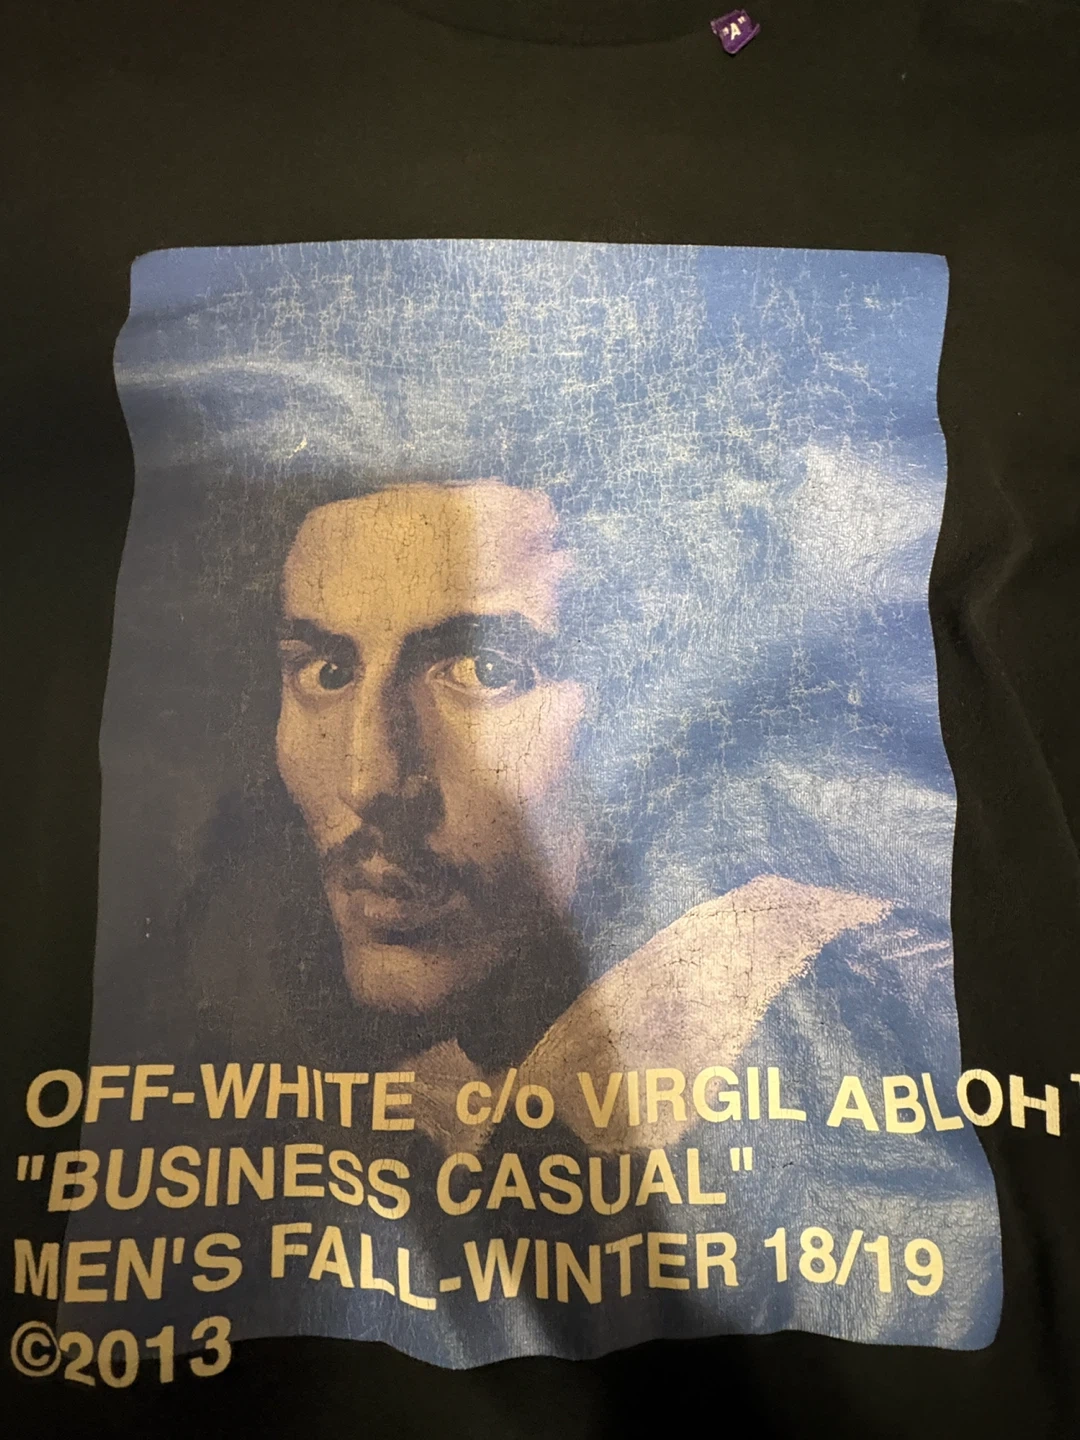 "A"
OFF-WHITE c/o VIRGIL ABLOH
"BUSINESS CASUAL"
MEN'S FALL-WINTER 18/19
©2013